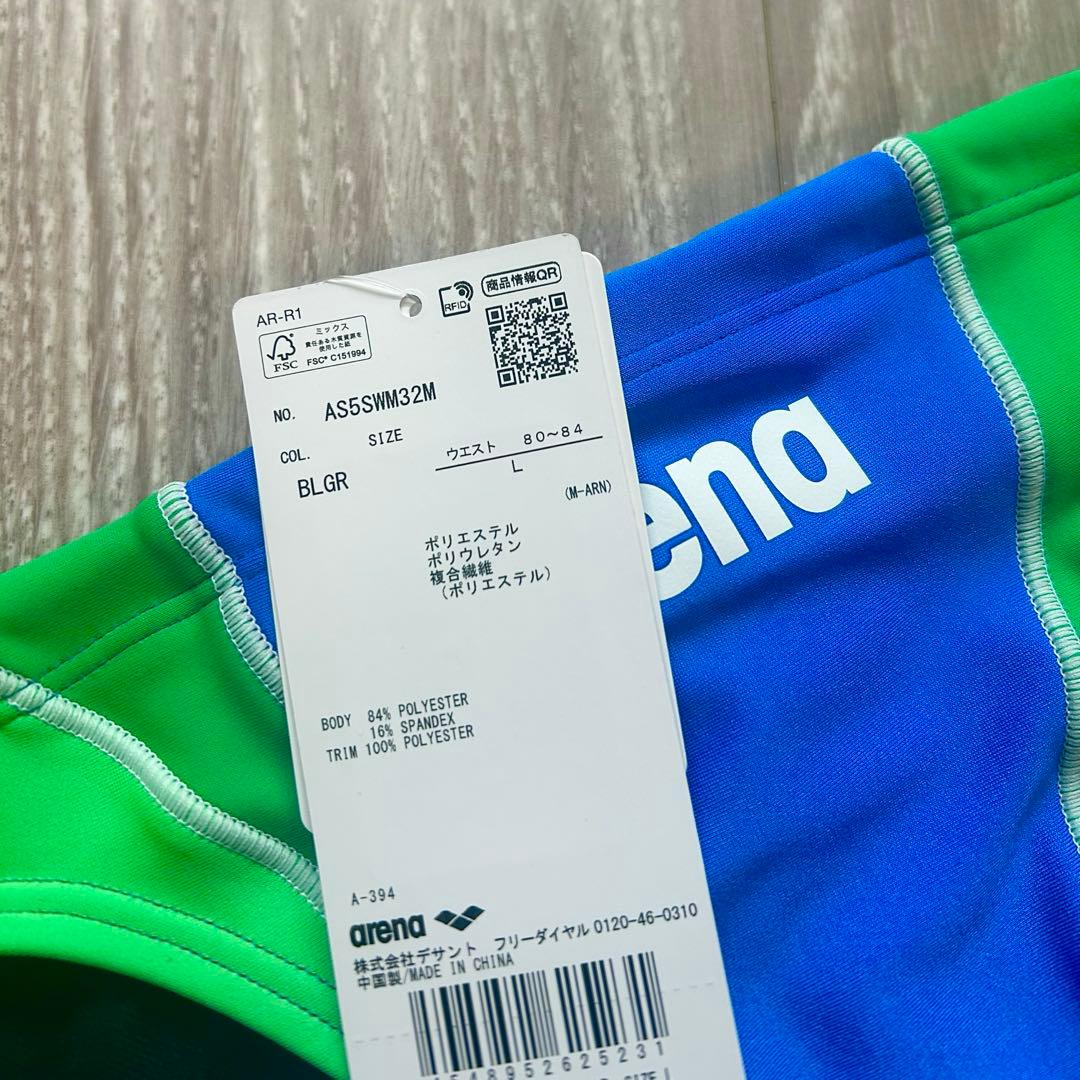 AR-R1
RFID
商品情報QR
FSC
ミックス
責任ある木質資源を
使用した紙
FSC® C151994
NO. AS5SWM32M
COL. SIZE
ウエスト 80~84
BLGR L
(M-ARN)
ポリエステル
ポリウレタン
複合繊維
(ポリエステル)
BODY 84% POLYESTER
16% SPANDEX
TRIM 100% POLYESTER
A-394
arena
株式会社デサント フリーダイヤル 0120-46-0310
中国製/MADE IN CHINA
548952625231
SIZE L
ena